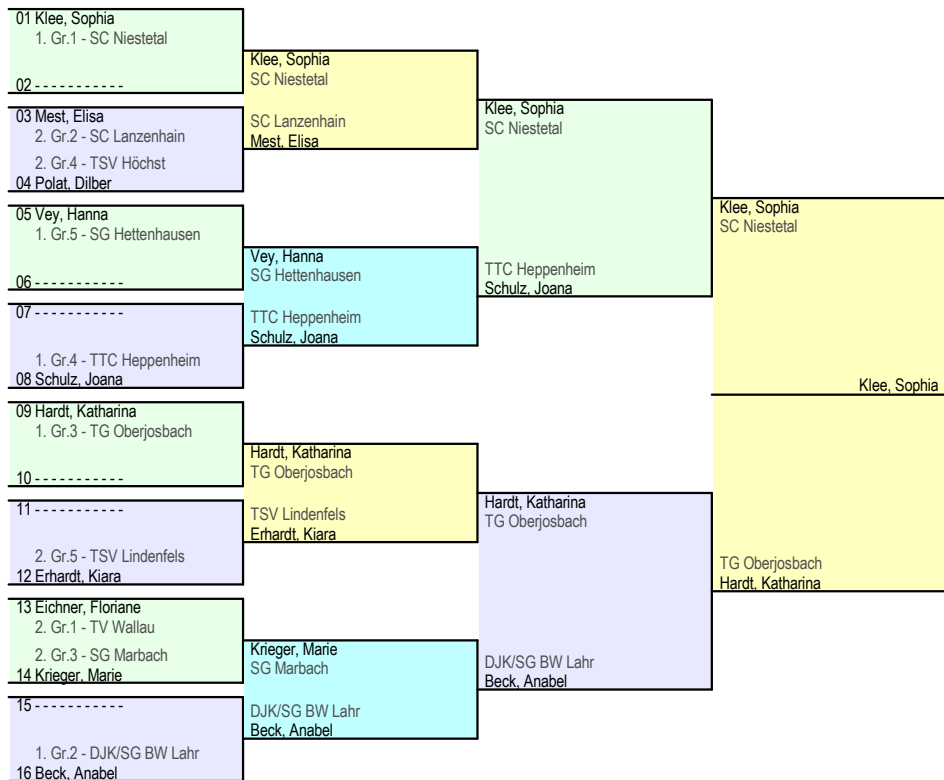 01 Klee, Sophia
1. Gr.1 - SC Niestetal
02 - - - - - - - - - - -
03 Mest, Elisa
2. Gr.2 - SC Lanzenhain
2. Gr.4 - TSV Höchst
04 Polat, Dilber
05 Vey, Hanna
1. Gr.5 - SG Hettenhausen
06 - - - - - - - - - - -
07 - - - - - - - - - - -
1. Gr.4 - TTC Heppenheim
08 Schulz, Joana
09 Hardt, Katharina
1. Gr.3 - TG Oberjosbach
10 - - - - - - - - - - -
11 - - - - - - - - - - -
2. Gr.5 - TSV Lindenfels
12 Erhardt, Kiara
13 Eichner, Floriane
2. Gr.1 - TV Wallau
2. Gr.3 - SG Marbach
14 Krieger, Marie
15 - - - - - - - - - - -
1. Gr.2 - DJK/SG BW Lahr
16 Beck, Anabel
Klee, Sophia
SC Niestetal
SC Lanzenhain
Mest, Elisa
Vey, Hanna
SG Hettenhausen
TTC Heppenheim
Schulz, Joana
Hardt, Katharina
TG Oberjosbach
TSV Lindenfels
Erhardt, Kiara
Krieger, Marie
SG Marbach
DJK/SG BW Lahr
Beck, Anabel
Klee, Sophia
SC Niestetal
TTC Heppenheim
Schulz, Joana
Hardt, Katharina
TG Oberjosbach
DJK/SG BW Lahr
Beck, Anabel
Klee, Sophia
SC Niestetal
TG Oberjosbach
Hardt, Katharina
Klee, Sophia